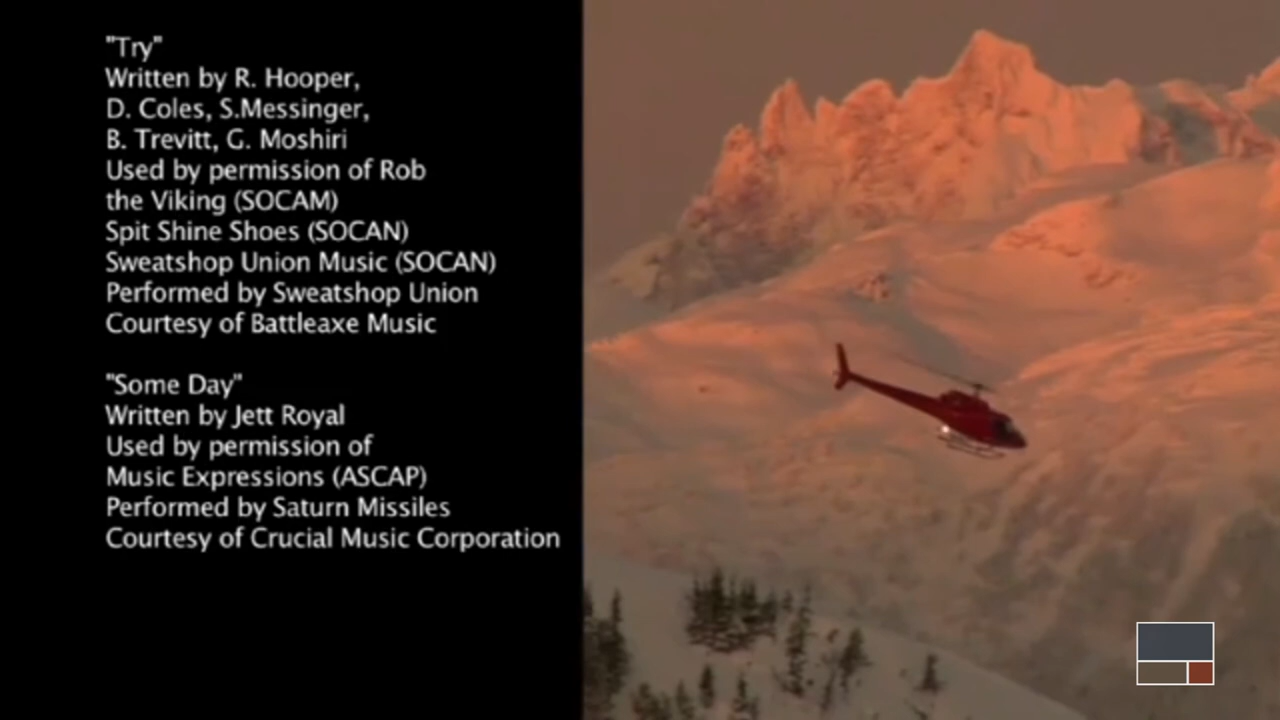 "Try"
Written by R. Hooper,
D. Coles, S.Messinger,
B. Trevitt, G. Moshiri
Used by permission of Rob
the Viking (SOCAM)
Spit Shine Shoes (SOCAN)
Sweatshop Union Music (SOCAN)
Performed by Sweatshop Union
Courtesy of Battleaxe Music
"Some Day"
Written by Jett Royal
Used by permission of
Music Expressions (ASCAP)
Performed by Saturn Missiles
Courtesy of Crucial Music Corporation